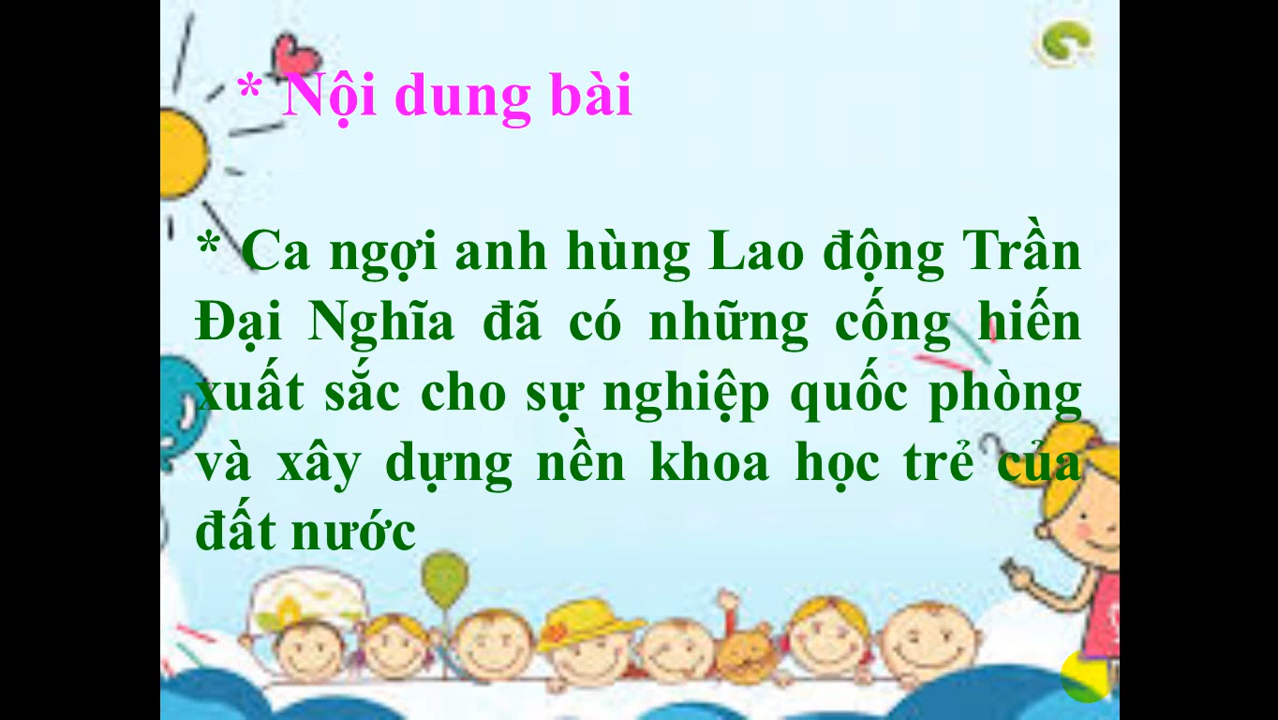 * Nội dung bài
* Ca ngợi anh hùng Lao động Trần
Đại Nghĩa đã có những cống hiến
xuất sắc cho sự nghiệp quốc phòng
và xây dựng nền khoa học trẻ của
đất nước